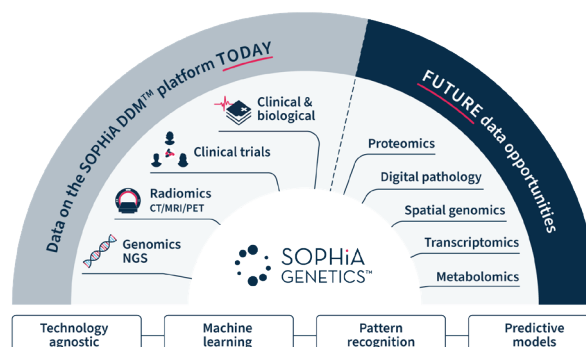 Data on the SOPHiA DDM™ platform TODAY
FUTURE data opportunities
Clinical &
biological
Clinical trials
Radiomics
CT/MRI/PET
Genomics
NGS
Proteomics
Digital pathology
Spatial genomics
Transcriptomics
Metabolomics
SOPHiA
GENETICS™
Technology
agnostic
Machine
learning
Pattern
recognition
Predictive
models